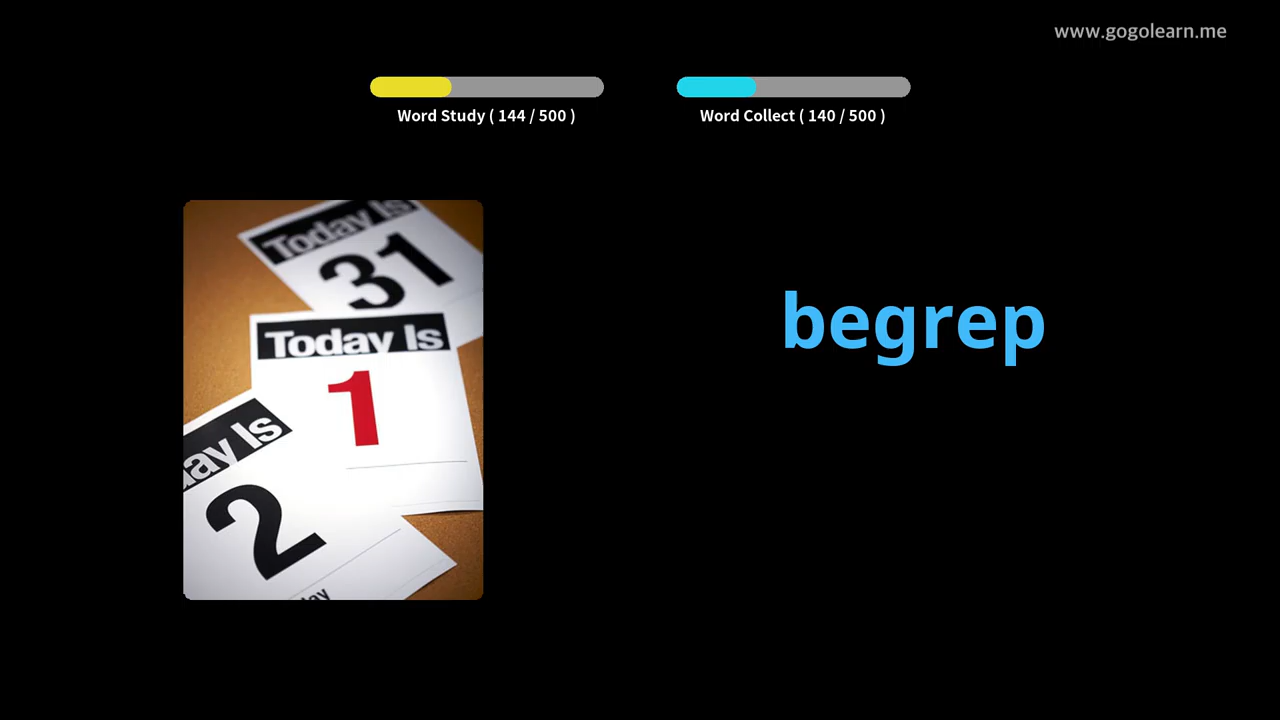 www.gogolearn.me
Word Study ( 144 / 500 )
Word Collect ( 140 / 500 )
Today Is
31
Today Is
1
ay Is
2
begrep